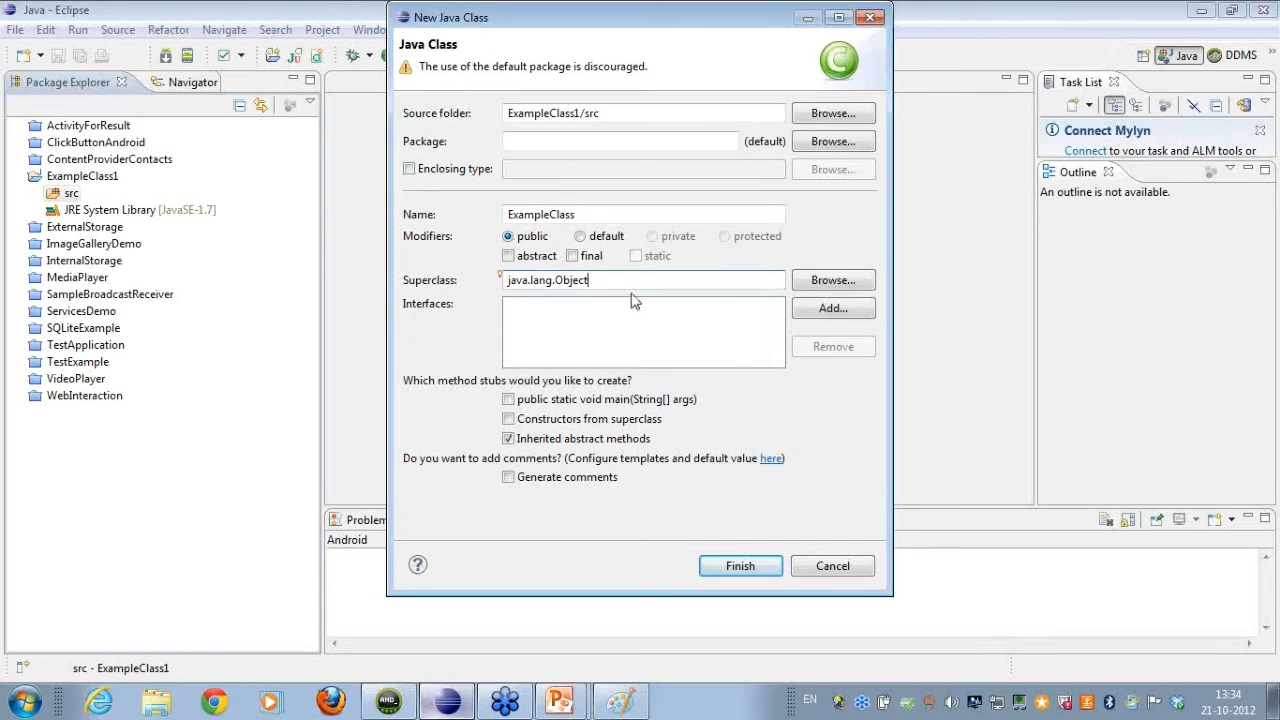 Java - Eclipse
File Edit Run Source Refactor Navigate Search Project Windo
Java
DDMS
Package Explorer
Navigator
ActivityForResult
ClickButtonAndroid
ContentProviderContacts
ExampleClass1
src
JRE System Library [JavaSE-1.7]
ExternalStorage
ImageGalleryDemo
InternalStorage
MediaPlayer
SampleBroadcastReceiver
ServicesDemo
SQLiteExample
TestApplication
TestExample
VideoPlayer
WebInteraction
New Java Class
Java Class
The use of the default package is discouraged.
C
Source folder: ExampleClass1/src Browse...
Package: (default) Browse...
Enclosing type: Browse...
Name: ExampleClass
Modifiers: public default private protected
abstract final static
Superclass: java.lang.Object Browse...
Interfaces: Add...
Remove
Which method stubs would you like to create?
public static void main(String[] args)
Constructors from superclass
Inherited abstract methods
Do you want to add comments? (Configure templates and default value here)
Generate comments
? Finish Cancel
Task List
Connect Mylyn
Connect to your task and ALM tools or
Outline
An outline is not available.
Problem
Android
src - ExampleClass1
EN
13:34
21-10-2012